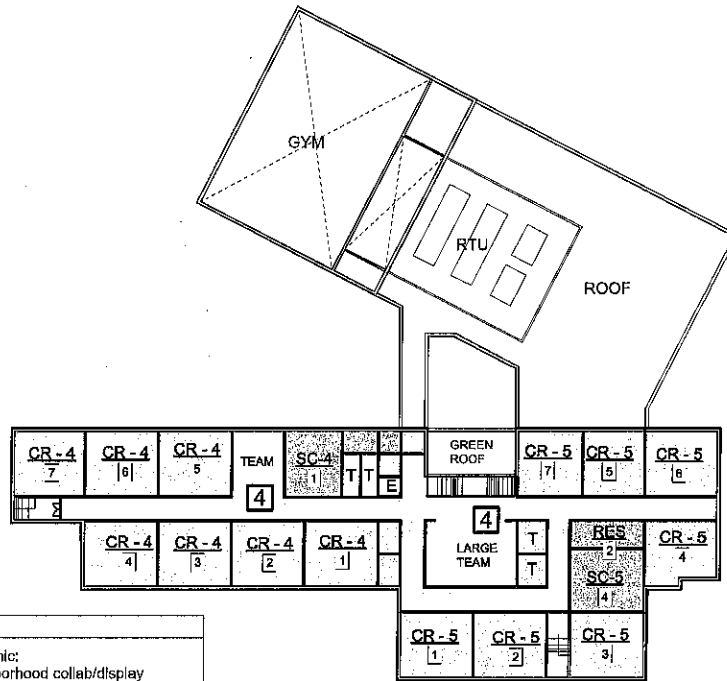 GYM
RTU
ROOF
CR - 4
7
CR - 4
6
CR - 4
5
TEAM
4
SC-4
1
T
T
E
GREEN
ROOF
CR - 5
7
CR - 5
5
CR - 5
6
CR - 4
4
CR - 4
3
CR - 4
2
CR - 4
1
4
LARGE
TEAM
T
T
RES
2
SC-5
4
CR - 5
4
CR - 5
1
CR - 5
2
CR - 5
3
nic:
orhood collab/display